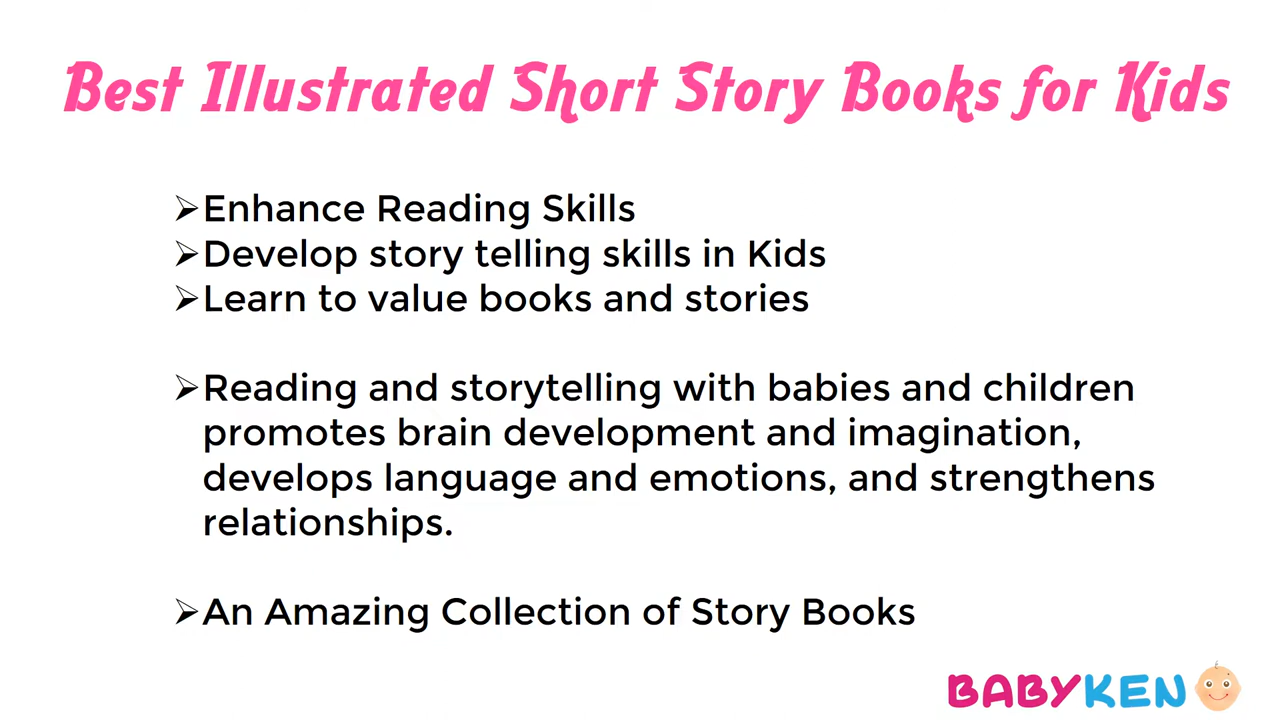 Best Illustrated Short Story Books for Kids
➢Enhance Reading Skills
➢Develop story telling skills in Kids
➢Learn to value books and stories
➢Reading and storytelling with babies and children
promotes brain development and imagination,
develops language and emotions, and strengthens
relationships.
➢An Amazing Collection of Story Books
BABYKEN